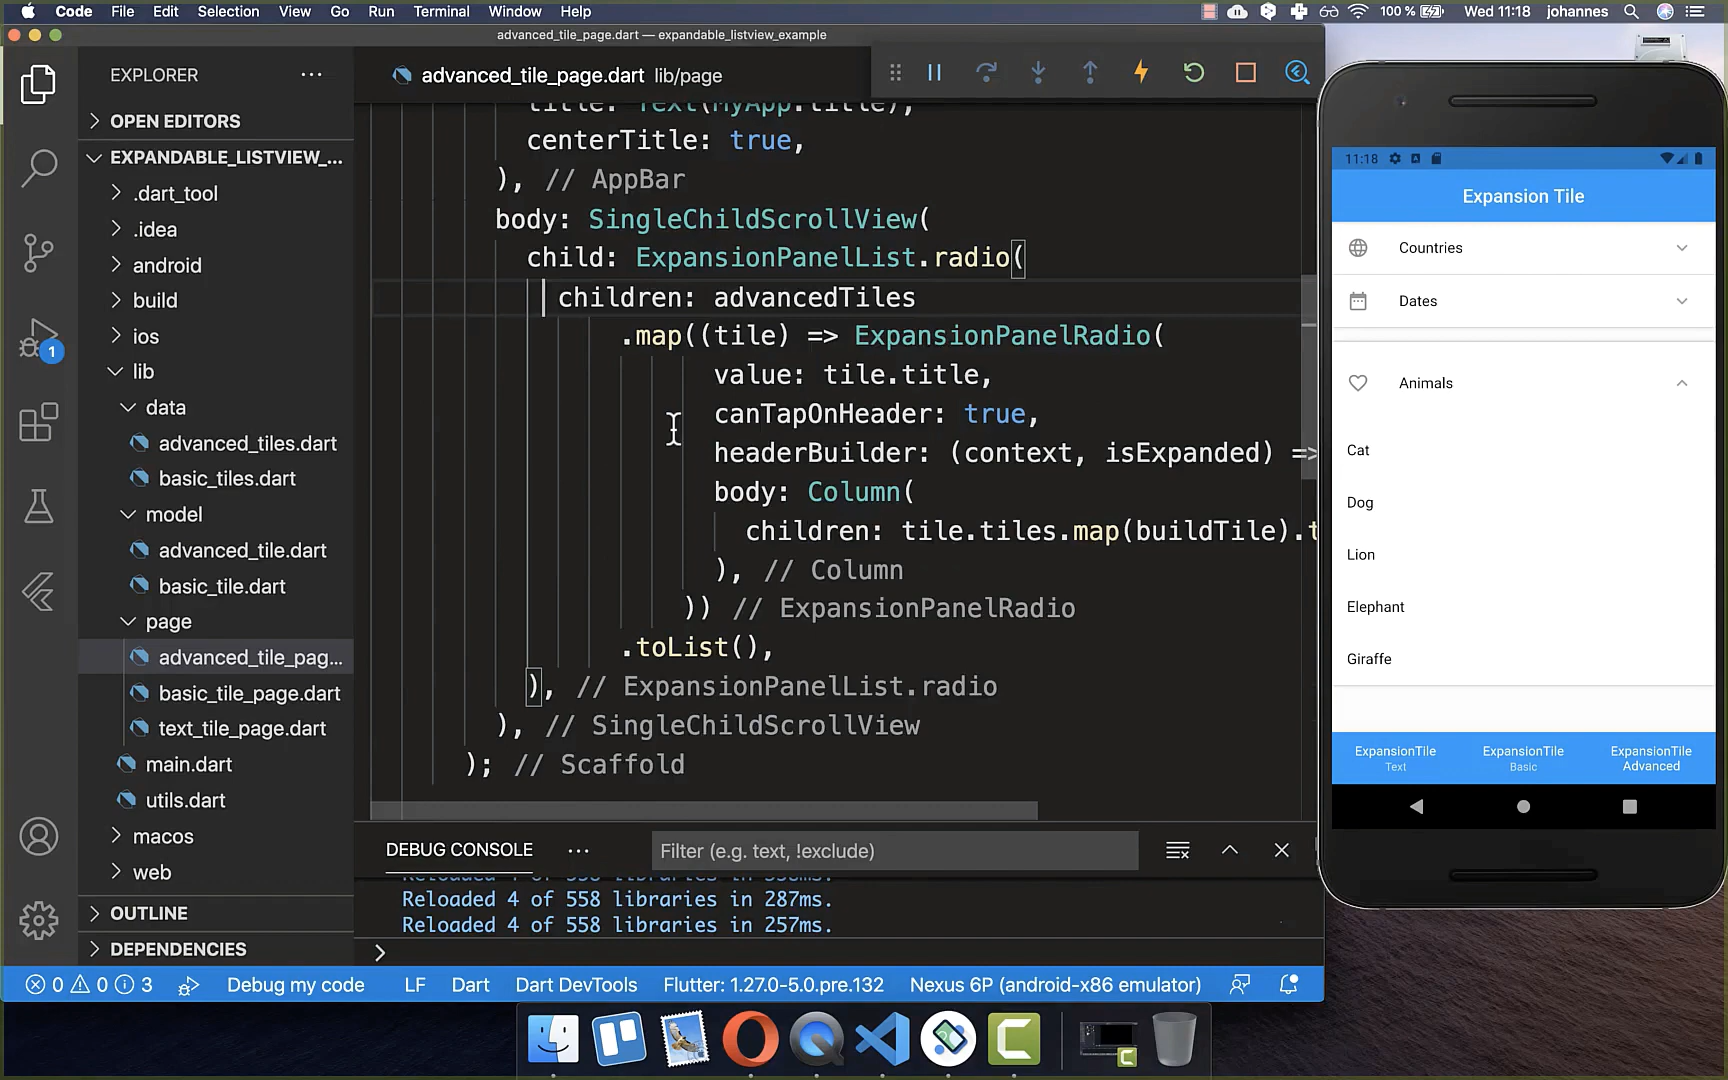 Code File Edit Selection View Go Run Terminal Window Help
100 % Wed 11:18 johannes
advanced_tile_page.dart — expandable_listview_example
EXPLORER
advanced_tile_page.dart lib/page
OPEN EDITORS
EXPANDABLE_LISTVIEW_...
.dart_tool
.idea
android
build
ios
lib
data
advanced_tiles.dart
basic_tiles.dart
model
advanced_tile.dart
basic_tile.dart
page
advanced_tile_pag...
basic_tile_page.dart
text_tile_page.dart
main.dart
utils.dart
macos
web
OUTLINE
DEPENDENCIES
1
title: Text(MyApp.title),
centerTitle: true,
), // AppBar
body: SingleChildScrollView(
child: ExpansionPanelList.radio(
children: advancedTiles
.map((tile) => ExpansionPanelRadio(
value: tile.title,
canTapOnHeader: true,
headerBuilder: (context, isExpanded) =>
body: Column(
children: tile.tiles.map(buildTile).t
), // Column
)) // ExpansionPanelRadio
.toList(),
), // ExpansionPanelList.radio
), // SingleChildScrollView
); // Scaffold
DEBUG CONSOLE
Filter (e.g. text, !exclude)
Reloaded 4 of 558 libraries in 287ms.
Reloaded 4 of 558 libraries in 257ms.
0 0 3 Debug my code LF Dart Dart DevTools Flutter: 1.27.0-5.0.pre.132 Nexus 6P (android-x86 emulator)
11:18
Expansion Tile
Countries
Dates
Animals
Cat
Dog
Lion
Elephant
Giraffe
ExpansionTile
Text
ExpansionTile
Basic
ExpansionTile
Advanced